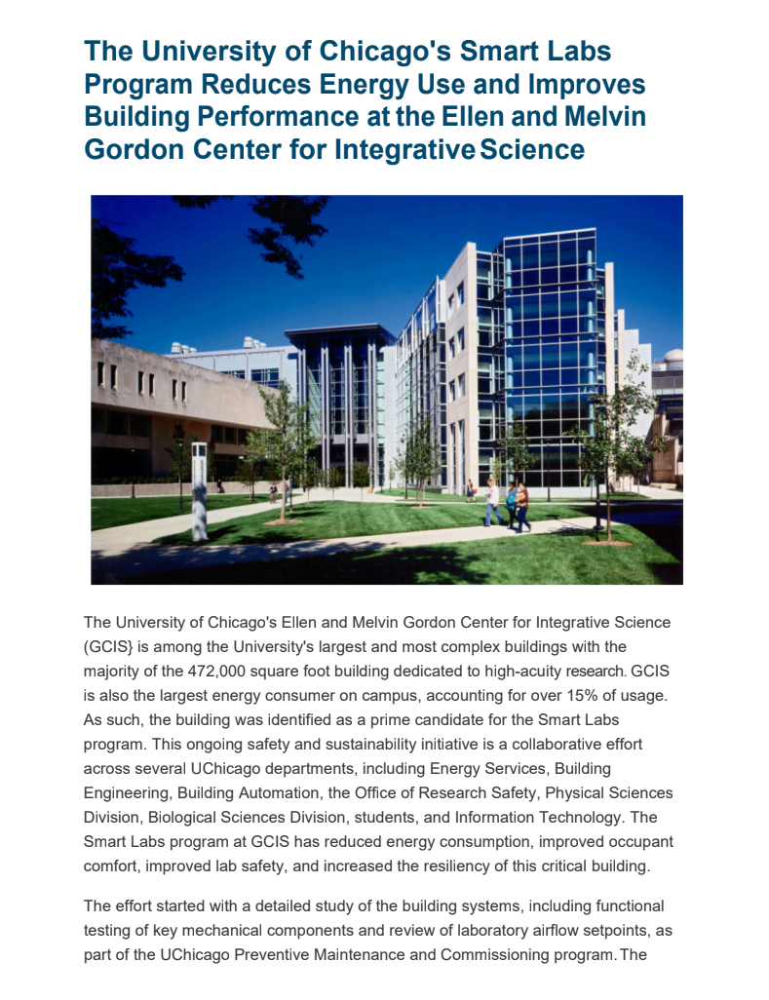 The University of Chicago's Smart Labs
Program Reduces Energy Use and Improves
Building Performance at the Ellen and Melvin
Gordon Center for Integrative Science
The University of Chicago's Ellen and Melvin Gordon Center for Integrative Science
(GCIS} is among the University's largest and most complex buildings with the
majority of the 472,000 square foot building dedicated to high-acuity research. GCIS
is also the largest energy consumer on campus, accounting for over 15% of usage.
As such, the building was identified as a prime candidate for the Smart Labs
program. This ongoing safety and sustainability initiative is a collaborative effort
across several UChicago departments, including Energy Services, Building
Engineering, Building Automation, the Office of Research Safety, Physical Sciences
Division, Biological Sciences Division, students, and Information Technology. The
Smart Labs program at GCIS has reduced energy consumption, improved occupant
comfort, improved lab safety, and increased the resiliency of this critical building.
The effort started with a detailed study of the building systems, including functional
testing of key mechanical components and review of laboratory airflow setpoints, as
part of the UChicago Preventive Maintenance and Commissioning program. The